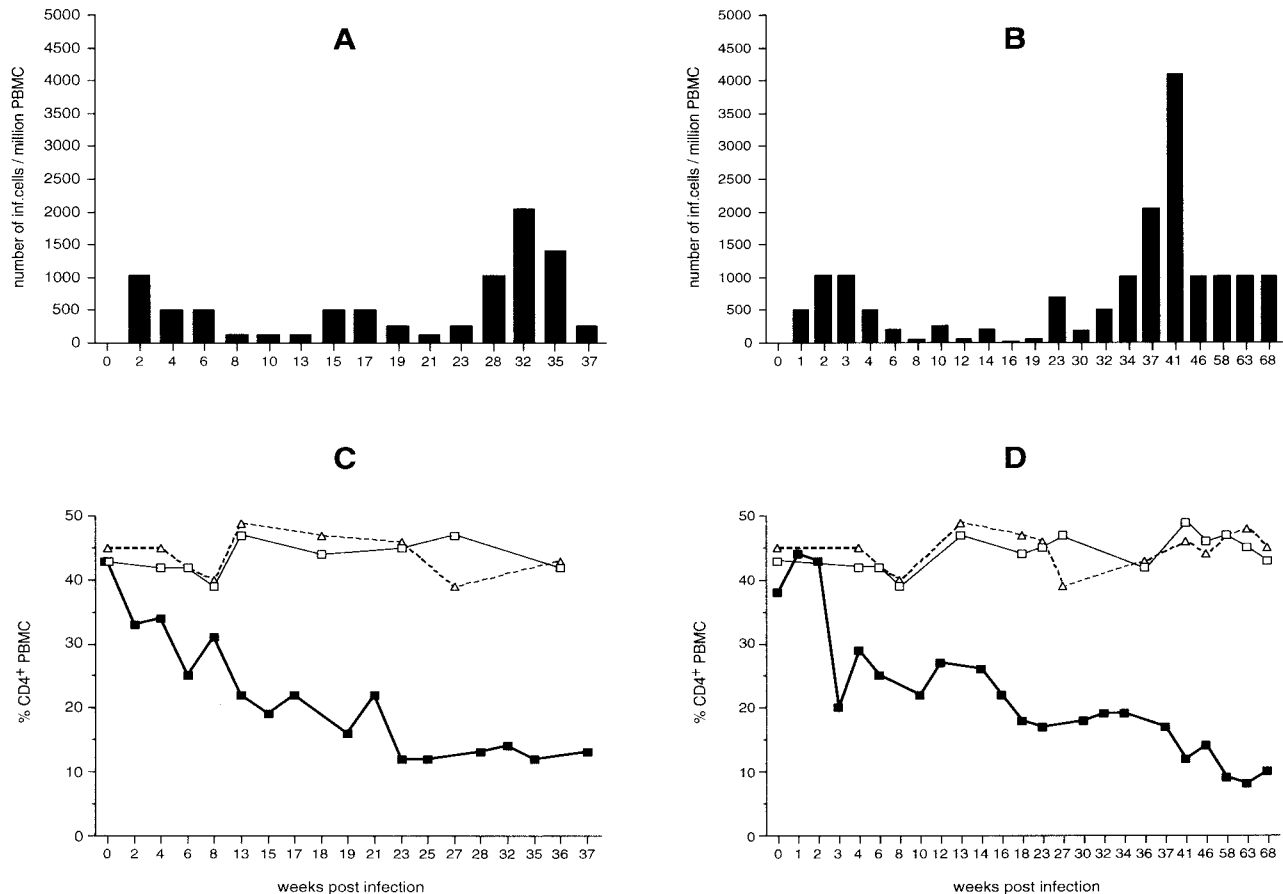 A
number of inf.cells / million PBMC
5000
4500
4000
3500
3000
2500
2000
1500
1000
500
0
0 2 4 6 8 10 13 15 17 19 21 23 28 32 35 37
B
number of inf.cells / million PBMC
5000
4500
4000
3500
3000
2500
2000
1500
1000
500
0
0 1 2 3 4 6 8 10 12 14 16 19 23 30 32 34 37 41 46 58 63 68
C
% CD4+ PBMC
50
40
30
20
10
0
0 2 4 6 8 13 15 17 18 19 21 23 25 27 28 32 35 36 37
weeks post infection
D
% CD4+ PBMC
50
40
30
20
10
0
0 1 2 3 4 6 8 10 12 13 14 16 18 23 27 30 32 34 36 37 41 46 58 63 68
weeks post infection